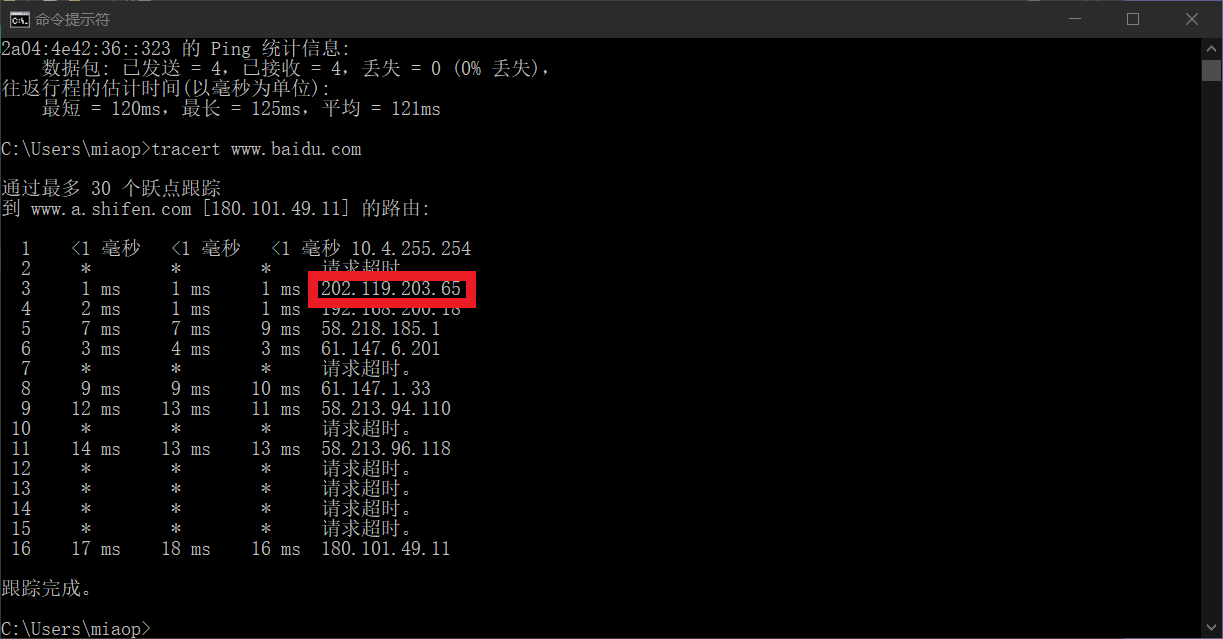 命令提示符
2a04:4e42:36::323 的 Ping 统计信息:
数据包: 已发送 = 4，已接收 = 4，丢失 = 0 (0% 丢失)，
往返行程的估计时间(以毫秒为单位):
最短 = 120ms，最长 = 125ms，平均 = 121ms
C:\Users\miaop>tracert www.baidu.com
通过最多 30 个跃点跟踪
到 www.a.shifen.com [180.101.49.11] 的路由:
1 <1 毫秒 <1 毫秒 <1 毫秒 10.4.255.254
2 * * * 请求超时
3 1 ms 1 ms 1 ms 202.119.203.65
4 2 ms 1 ms 1 ms 192.168.200.18
5 7 ms 7 ms 9 ms 58.218.185.1
6 3 ms 4 ms 3 ms 61.147.6.201
7 * * * 请求超时。
8 9 ms 9 ms 10 ms 61.147.1.33
9 12 ms 13 ms 11 ms 58.213.94.110
10 * * * 请求超时。
11 14 ms 13 ms 13 ms 58.213.96.118
12 * * * 请求超时。
13 * * * 请求超时。
14 * * * 请求超时。
15 * * * 请求超时。
16 17 ms 18 ms 16 ms 180.101.49.11
跟踪完成。
C:\Users\miaop>